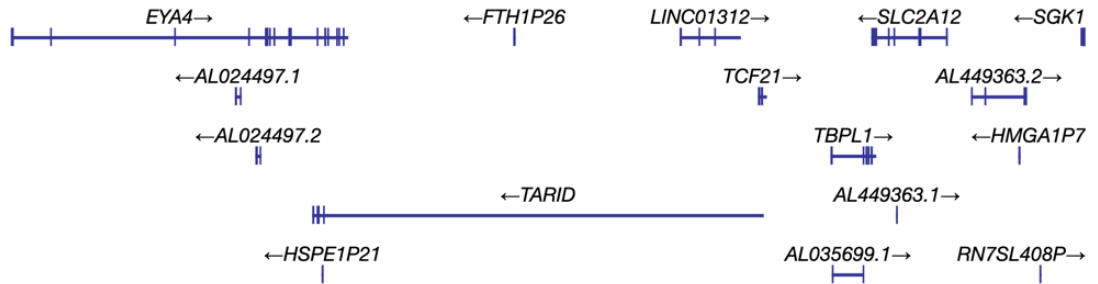 EYA4→ ←FTH1P26 LINC01312→ ←SLC2A12 ←SGK1
←AL024497.1 TCF21→ AL449363.2→
←AL024497.2 TBPL1→ ←HMGA1P7
←TARID AL449363.1→
←HSPE1P21 AL035699.1→ RN7SL408P→